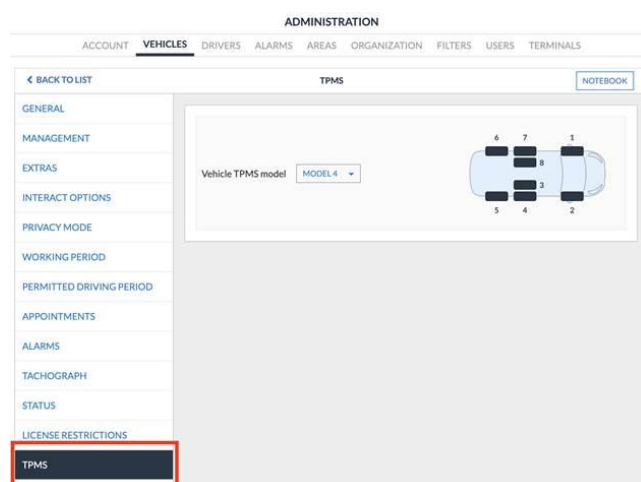 ADMINISTRATION
ACCOUNT VEHICLES DRIVERS ALARMS AREAS ORGANIZATION FILTERS USERS TERMINALS
BACK TO LIST TPMS NOTEBOOK
GENERAL
MANAGEMENT
EXTRAS
INTERACT OPTIONS
PRIVACY MODE
WORKING PERIOD
PERMITTED DRIVING PERIOD
APPOINTMENTS
ALARMS
TACHOGRAPH
STATUS
LICENSE RESTRICTIONS
TPMS
Vehicle TPMS model MODEL 4
6 7 1
8
3
5 4 2